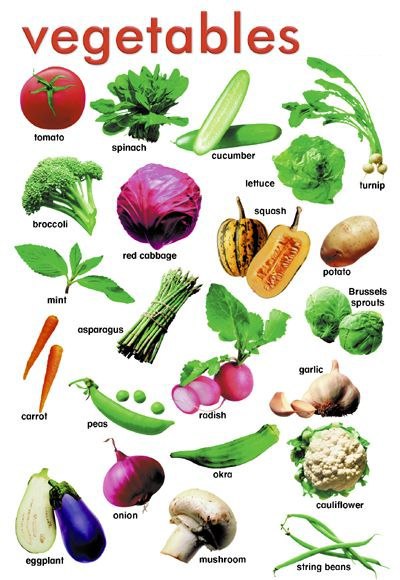 vegetables
tomato
spinach
cucumber
lettuce
turnip
broccoli
red cabbage
squash
potato
mint
asparagus
Brussels
sprouts
carrot
peas
radish
garlic
onion
okra
cauliflower
eggplant
mushroom
string beans